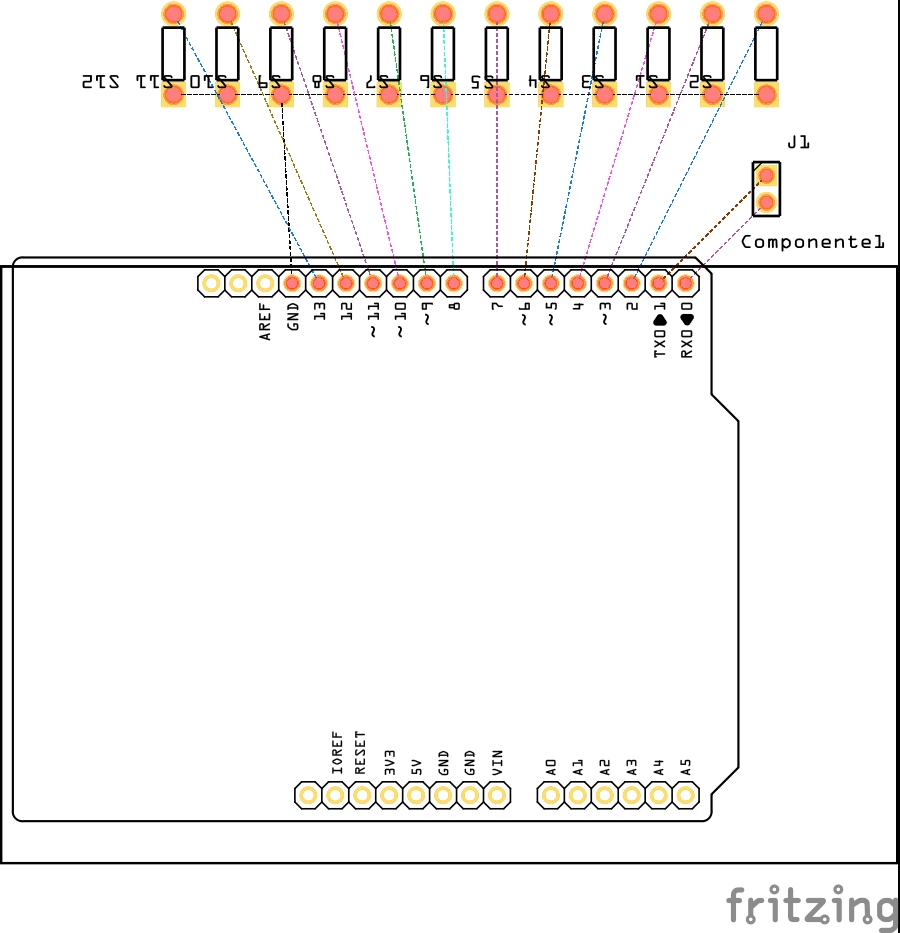 S12 S11 S10 S9 S8 S7 S6 S5 S4 S3 S1 S2
J1
Componente1
AREF
GND
13
12
~11
~10
~9
8
7
~6
~5
4
~3
2
TX0▶1
RX0◀0
IOREF
RESET
3V3
5V
GND
GND
VIN
A0
A1
A2
A3
A4
A5
fritzing